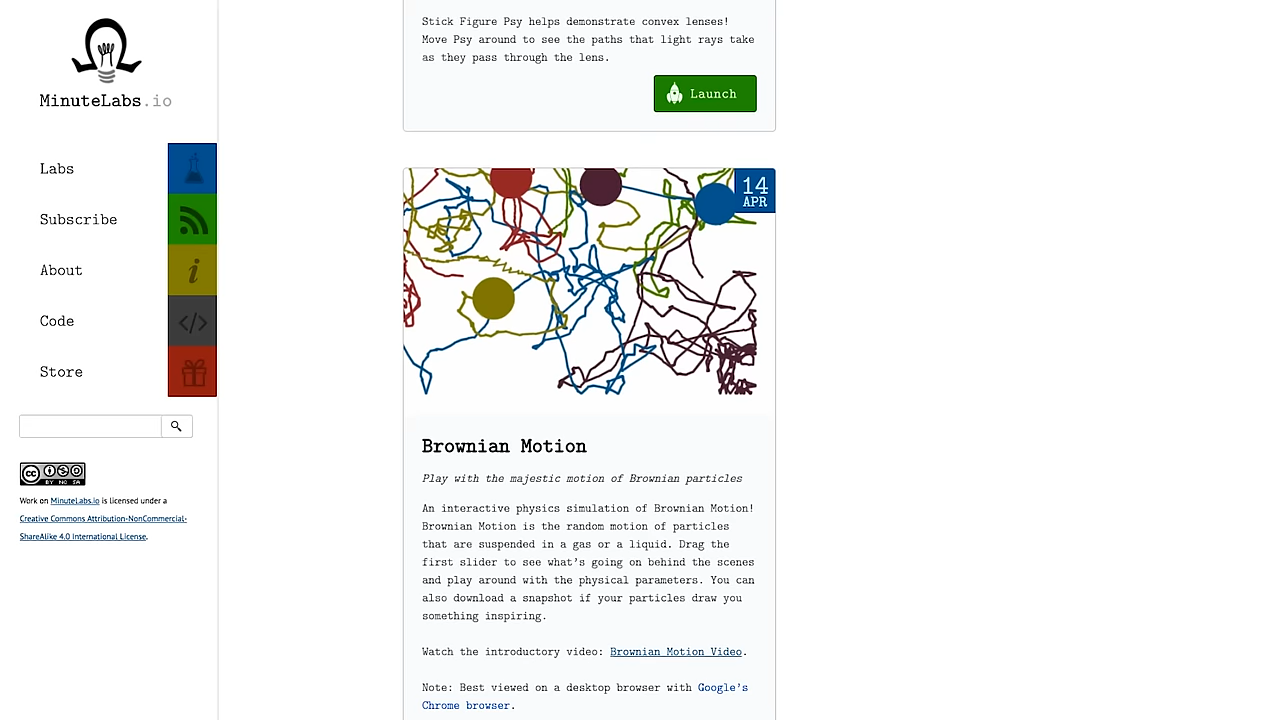 MinuteLabs.io
Labs
Subscribe
About
Code
Store
BY NC SA
Work on MinuteLabs.io is licensed under a
Creative Commons Attribution-NonCommercial-
ShareAlike 4.0 International License.
Stick Figure Psy helps demonstrate convex lenses!
Move Psy around to see the paths that light rays take
as they pass through the lens.
Launch
14
APR
Brownian Motion
Play with the majestic motion of Brownian particles
An interactive physics simulation of Brownian Motion!
Brownian Motion is the random motion of particles
that are suspended in a gas or a liquid. Drag the
first slider to see what's going on behind the scenes
and play around with the physical parameters. You can
also download a snapshot if your particles draw you
something inspiring.
Watch the introductory video: Brownian Motion Video.
Note: Best viewed on a desktop browser with Google's
Chrome browser.